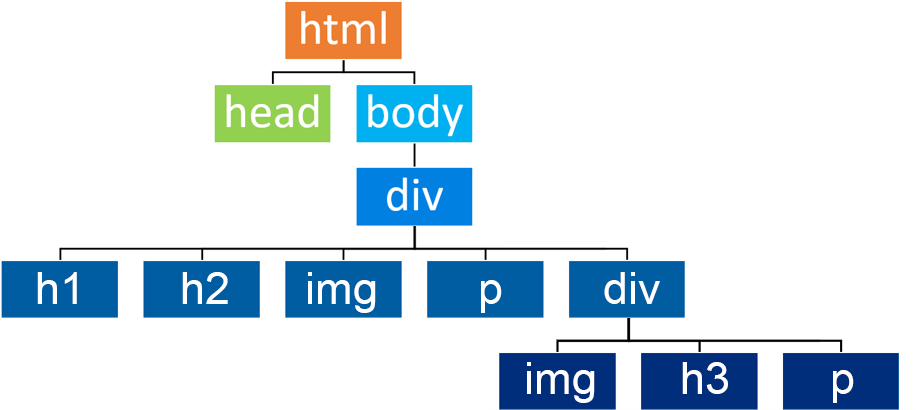 html
head body
div
h1 h2 img p div
img h3 p